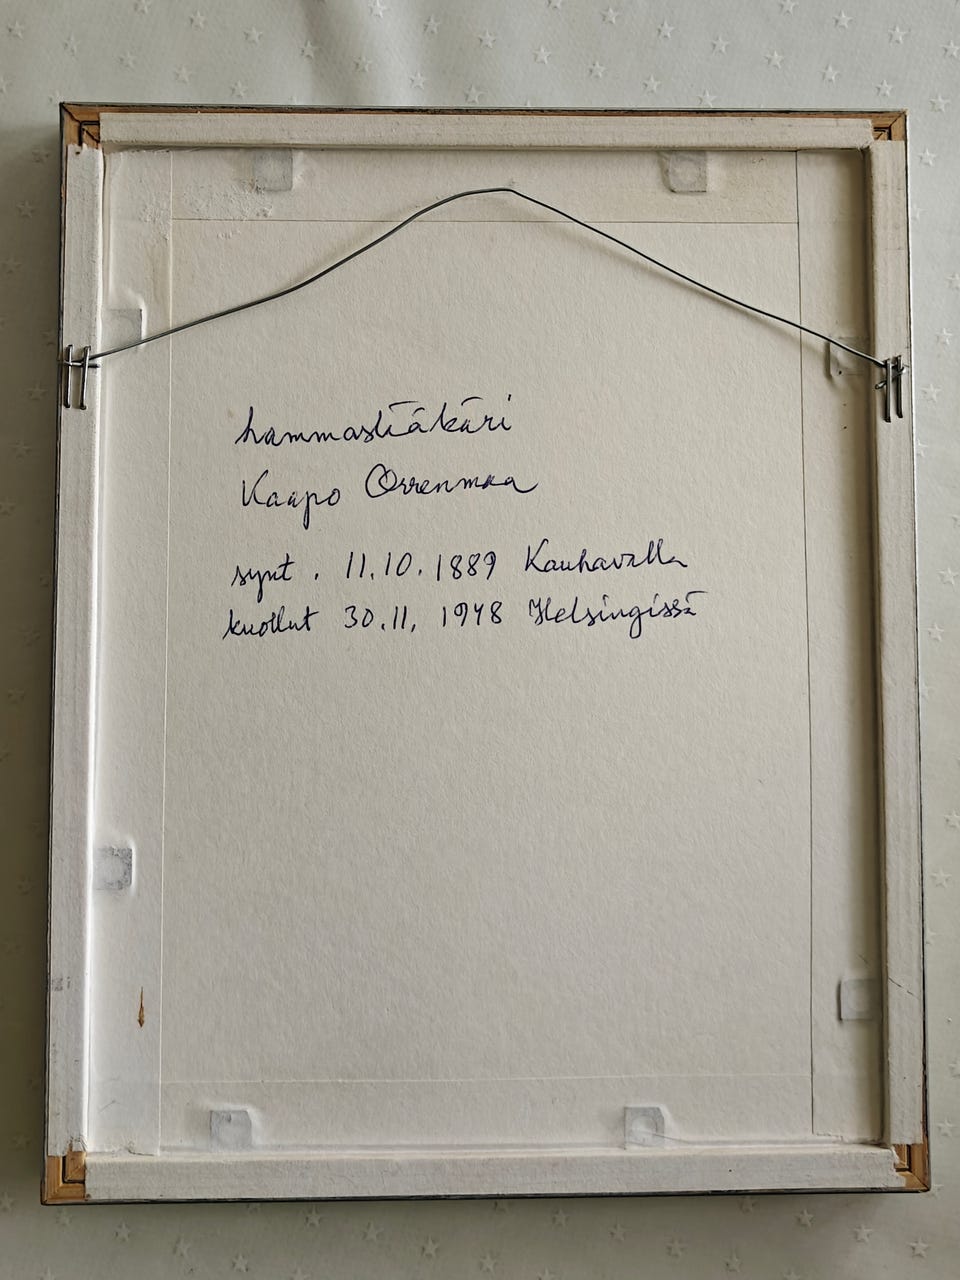 hammaslääkäri
Kaapo Orrenmaa
synt. 11.10.1889 Kauhavalla
kuollut 30.11. 1948 Helsingissä